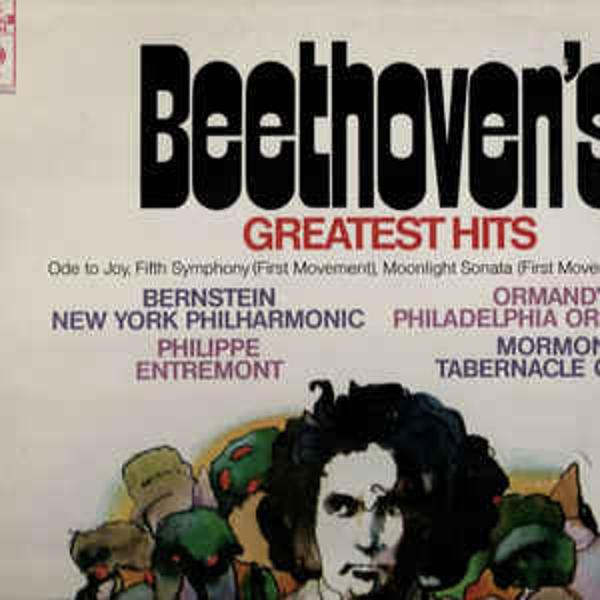 Beethoven's
GREATEST HITS
Ode to Joy, Fifth Symphony (First Movement), Moonlight Sonata (First Move
BERNSTEIN
NEW YORK PHILHARMONIC
ORMANDY
PHILADELPHIA OR
PHILIPPE
ENTREMONT
MORMON
TABERNACLE